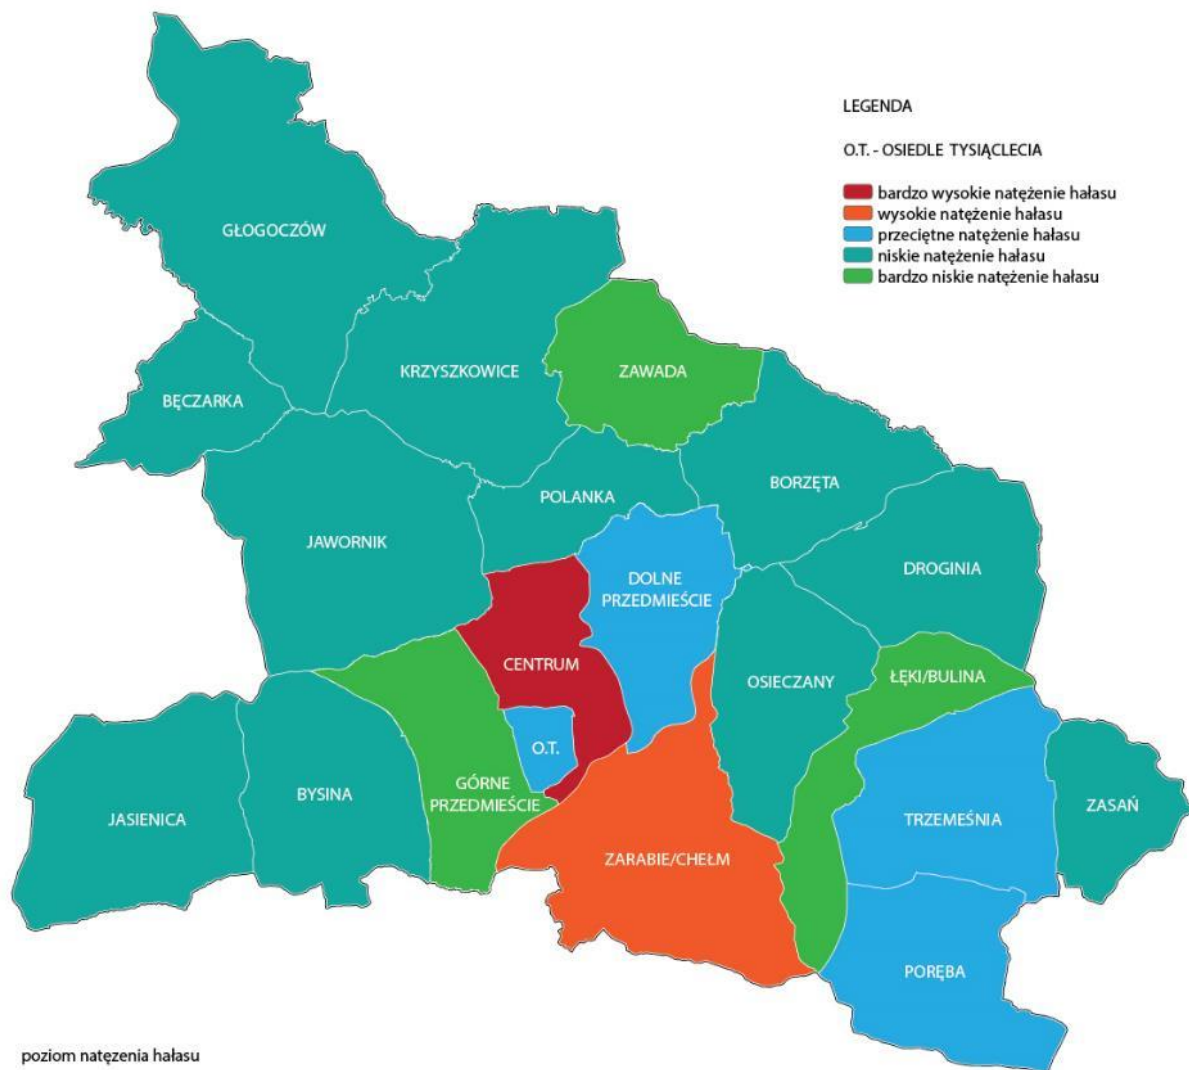 LEGENDA
O.T. - OSIEDLE TYSIĄCLECIA
bardzo wysokie natężenie hałasu
wysokie natężenie hałasu
przeciętne natężenie hałasu
niskie natężenie hałasu
bardzo niskie natężenie hałasu
GŁOGOCZÓW
KRZYSZKOWICE
ZAWADA
BĘCZARKA
BORZĘTA
POLANKA
JAWORNIK
DROGINIA
DOLNE
PRZEDMIEŚCIE
CENTRUM
OSIECZANY
ŁĘKI/BULINA
O.T.
GÓRNE
PRZEDMIEŚCIE
BYSINA
JASIENICA
TRZEMEŚNIA
ZASAŃ
ZARABIE/CHEŁM
PORĘBA
poziom natęzenia hałasu